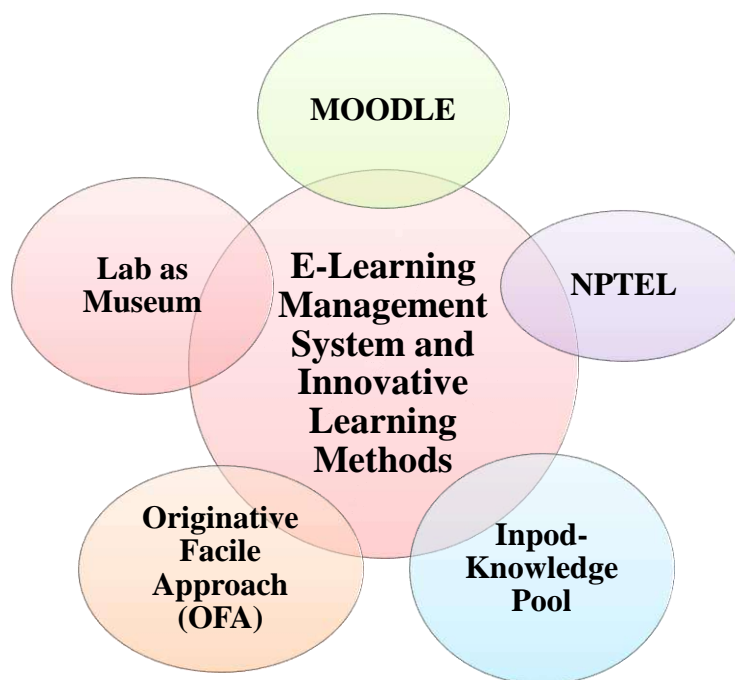 MOODLE
Lab as
Museum
E-Learning
Management
System and
Innovative
Learning
Methods
NPTEL
Originative
Facile
Approach
(OFA)
Inpod-
Knowledge
Pool